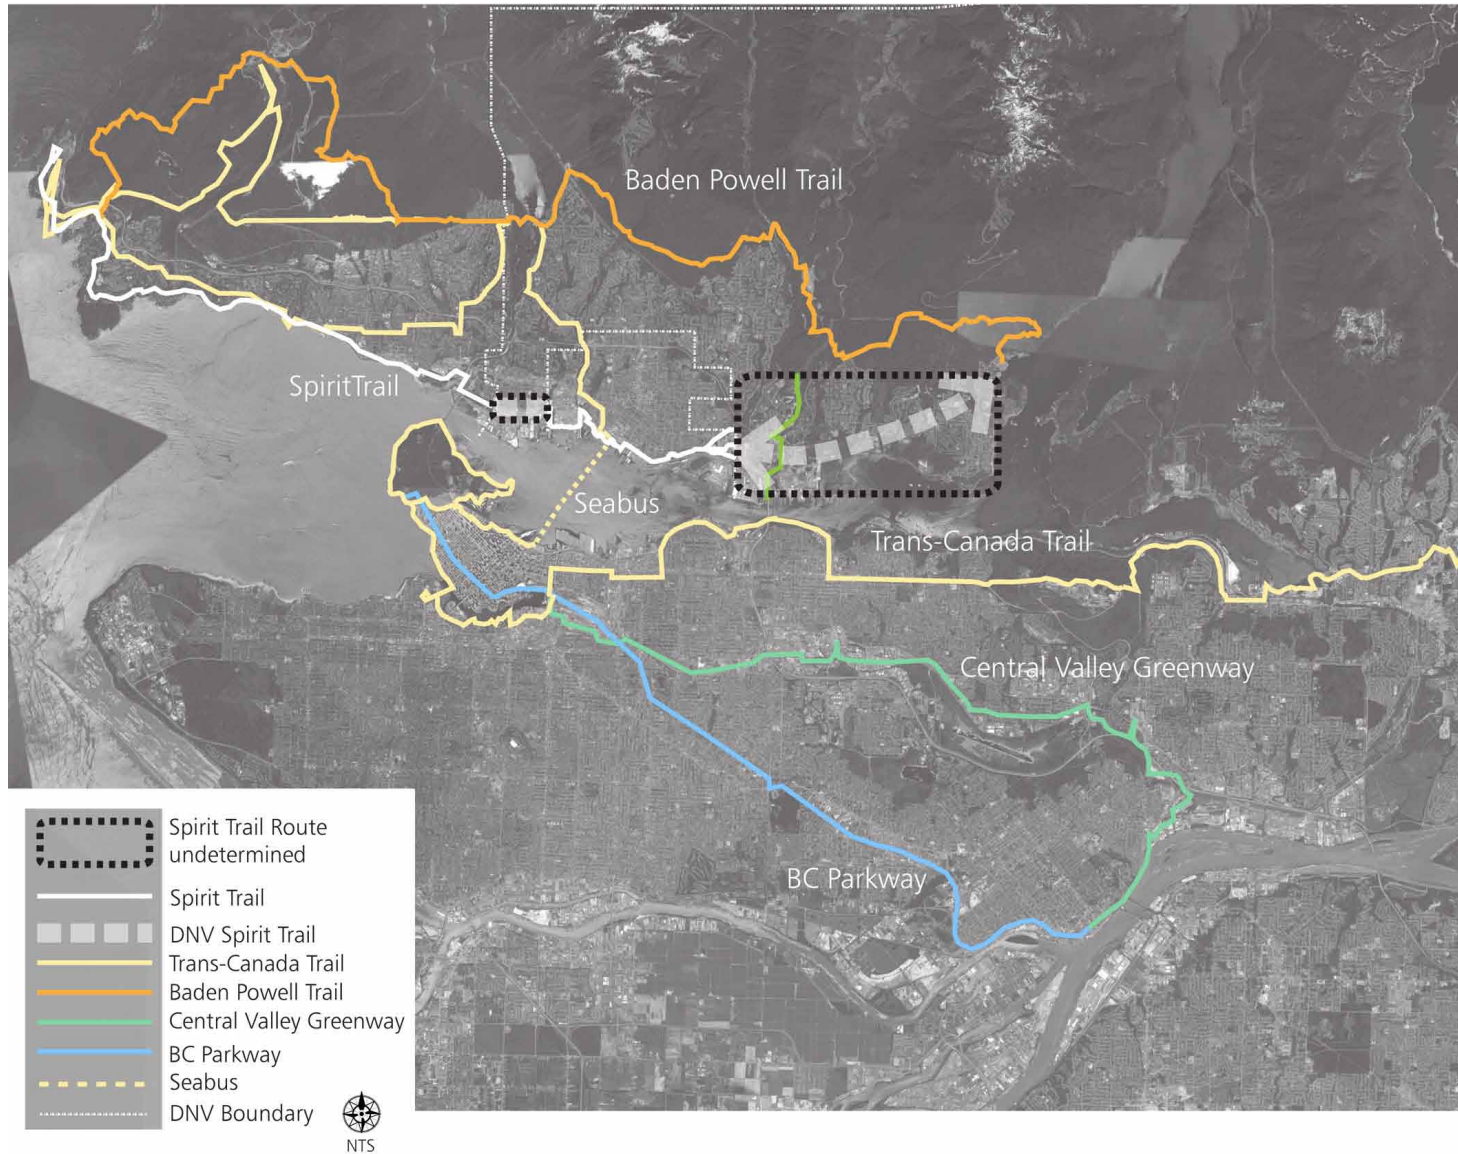 Baden Powell Trail
SpiritTrail
Seabus
Trans-Canada Trail
Central Valley Greenway
BC Parkway
Spirit Trail Route
undetermined
Spirit Trail
DNV Spirit Trail
Trans-Canada Trail
Baden Powell Trail
Central Valley Greenway
BC Parkway
Seabus
DNV Boundary
NTS